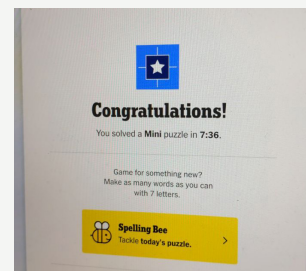 Congratulations!
You solved a Mini puzzle in 7:36.
Game for something new?
Make as many words as you can
with 7 letters.
Spelling Bee
Tackle today's puzzle.